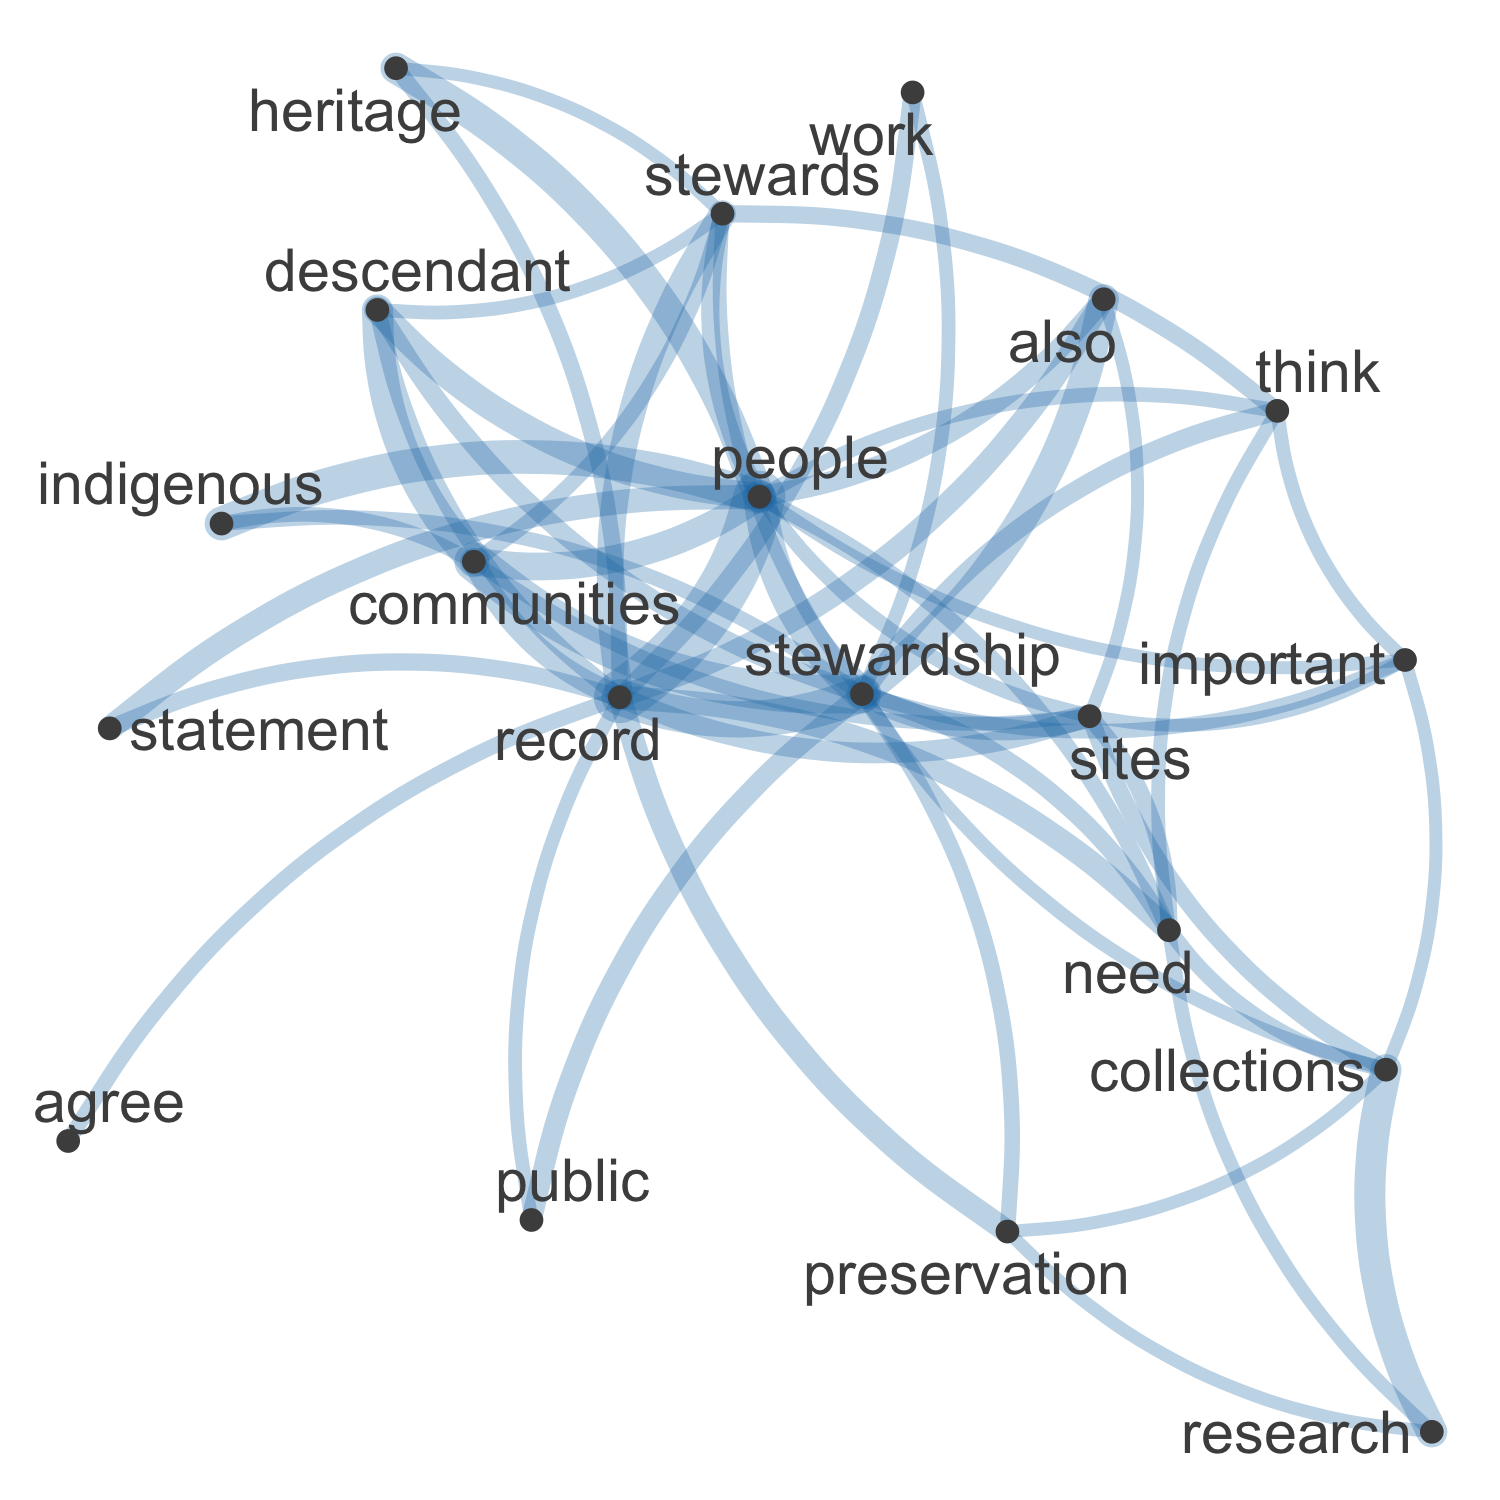 heritage
work
stewards
descendant
also
think
people
indigenous
communities
stewardship
important
statement
record
sites
need
collections
agree
public
preservation
research